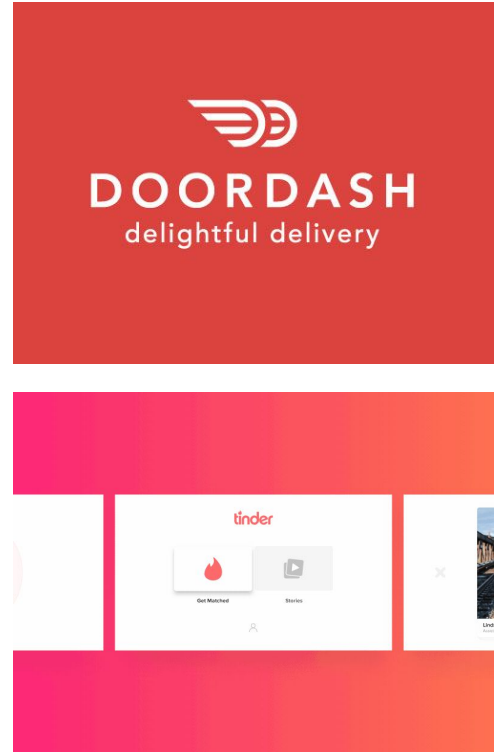 DOORDASH
delightful delivery
tinder
Get Matched
Stories